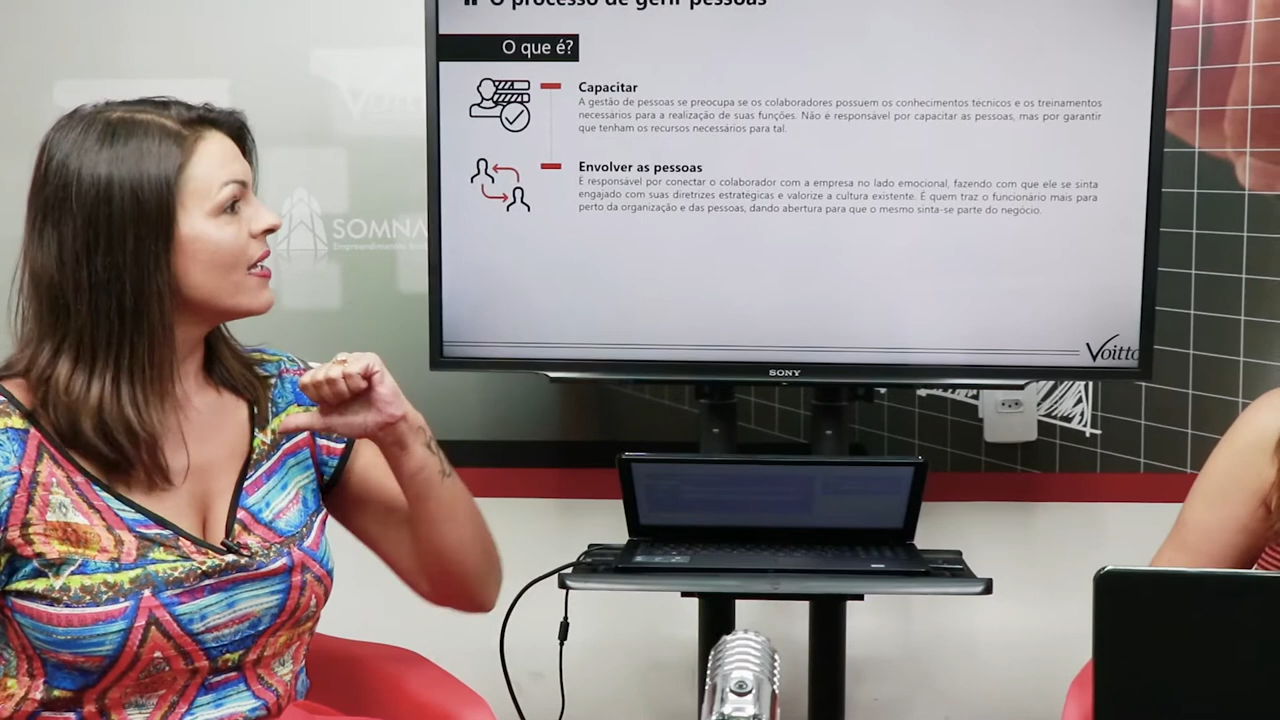 O processo de gerir pessoas
O que é?
Capacitar
A gestão de pessoas se preocupa se os colaboradores possuem os conhecimentos técnicos e os treinamentos
necessários para a realização de suas funções. Não é responsável por capacitar as pessoas, mas por garantir
que tenham os recursos necessários para tal.
Envolver as pessoas
É responsável por conectar o colaborador com a empresa no lado emocional, fazendo com que ele se sinta
engajado com suas diretrizes estratégicas e valorize a cultura existente. É quem traz o funcionário mais para
perto da organização e das pessoas, dando abertura para que o mesmo sinta-se parte do negócio.
Voitto
SONY
Voitto
SOMNA
Empreendimentos